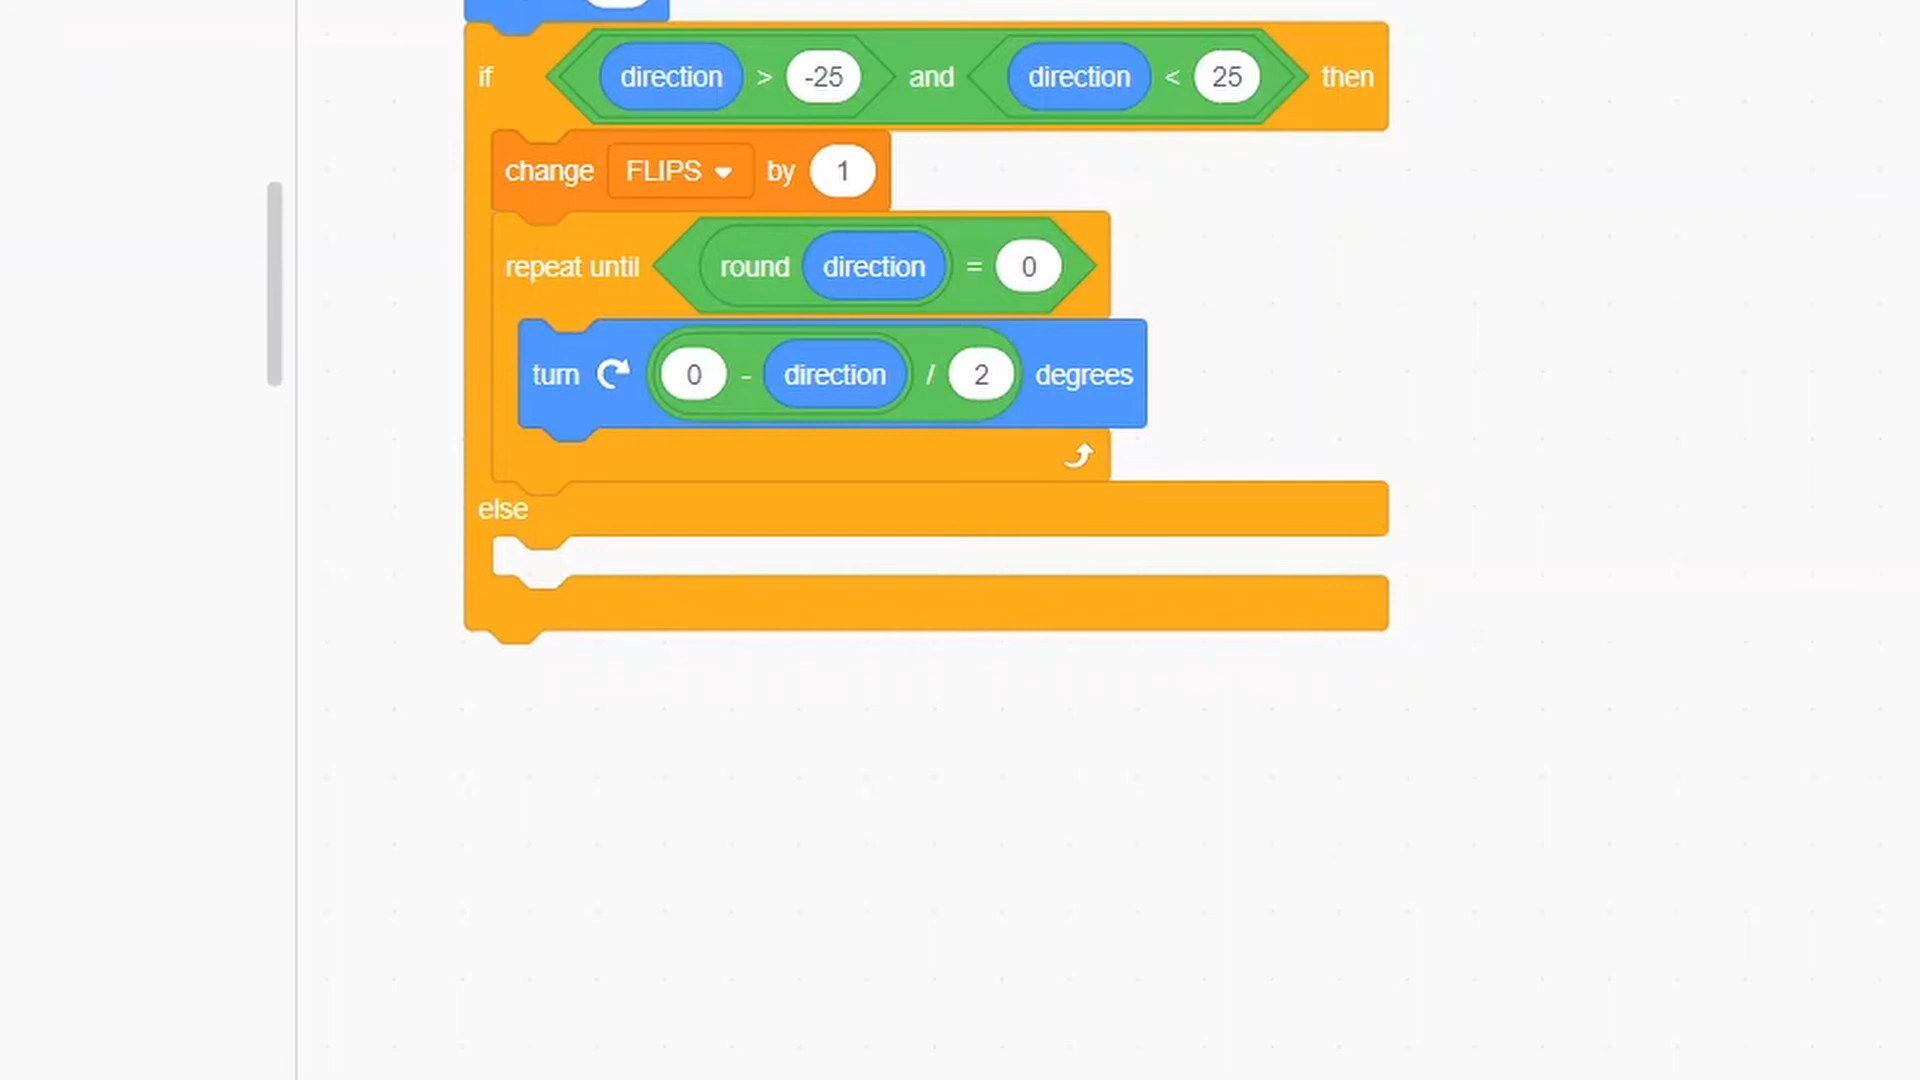 if direction > -25 and direction < 25 then
change FLIPS by 1
repeat until round direction = 0
turn 0 - direction / 2 degrees
else